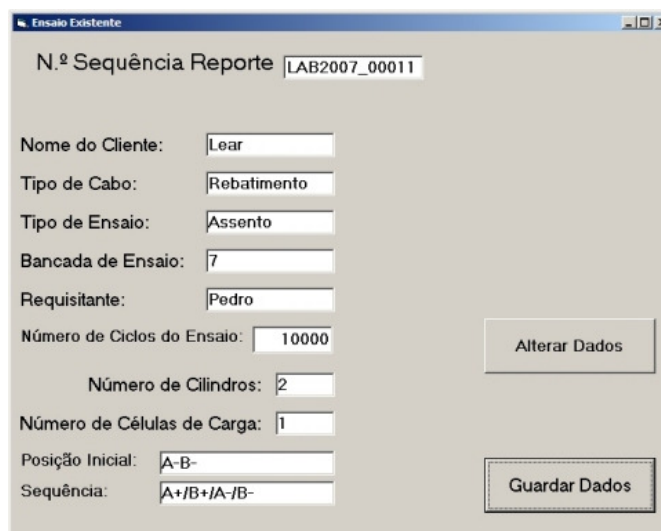 Ensaio Existente
N.º Sequência Reporte LAB2007_00011
Nome do Cliente: Lear
Tipo de Cabo: Rebatimento
Tipo de Ensaio: Assento
Bancada de Ensaio: 7
Requisitante: Pedro
Número de Ciclos do Ensaio: 10000
Alterar Dados
Número de Cilindros: 2
Número de Células de Carga: 1
Posição Inicial: A-B-
Sequência: A+/B+/A-/B-
Guardar Dados